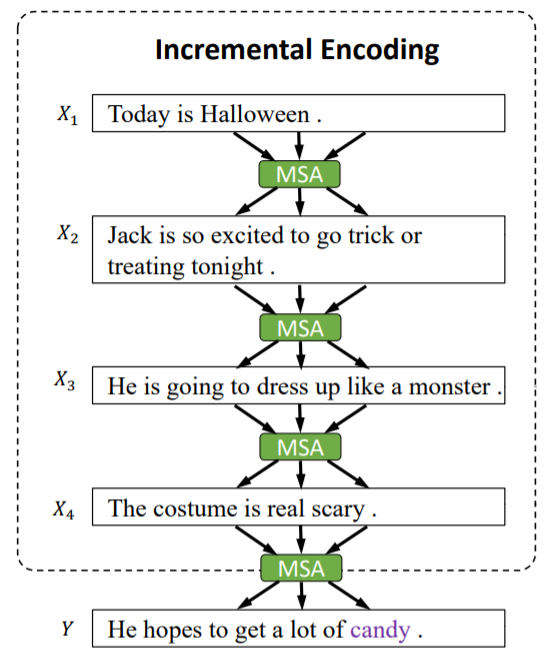 Incremental Encoding
X₁ Today is Halloween .
MSA
X₂ Jack is so excited to go trick or
treating tonight .
MSA
X₃ He is going to dress up like a monster .
MSA
X₄ The costume is real scary .
MSA
Y He hopes to get a lot of candy .